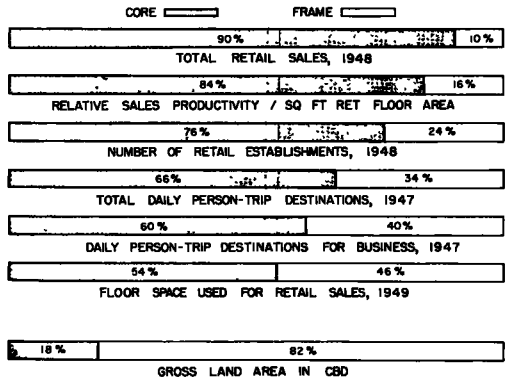 CORE FRAME
90% 10%
TOTAL RETAIL SALES, 1948
84% 16%
RELATIVE SALES PRODUCTIVITY / SQ FT RET FLOOR AREA
76% 24%
NUMBER OF RETAIL ESTABLISHMENTS, 1948
66% 34%
TOTAL DAILY PERSON-TRIP DESTINATIONS, 1947
60% 40%
DAILY PERSON-TRIP DESTINATIONS FOR BUSINESS, 1947
54% 46%
FLOOR SPACE USED FOR RETAIL SALES, 1949
18% 82%
GROSS LAND AREA IN CBD